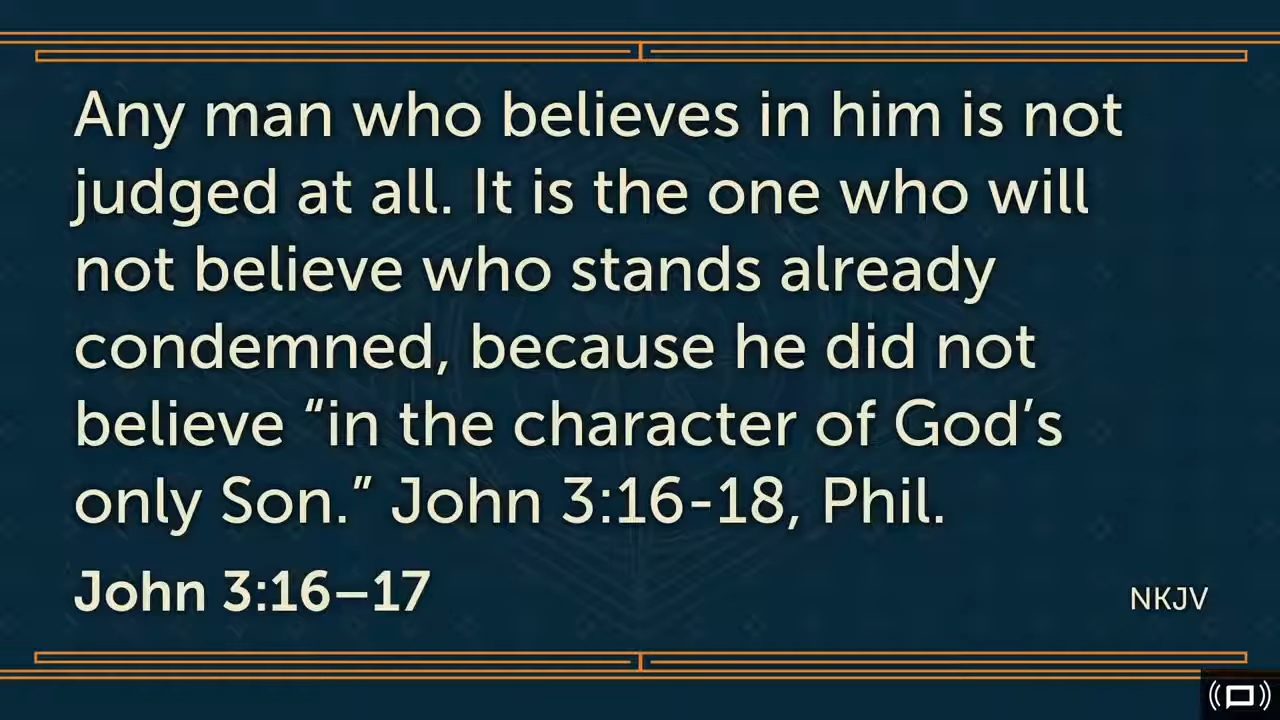 Any man who believes in him is not
judged at all. It is the one who will
not believe who stands already
condemned, because he did not
believe “in the character of God’s
only Son.” John 3:16-18, Phil.
John 3:16–17
NKJV